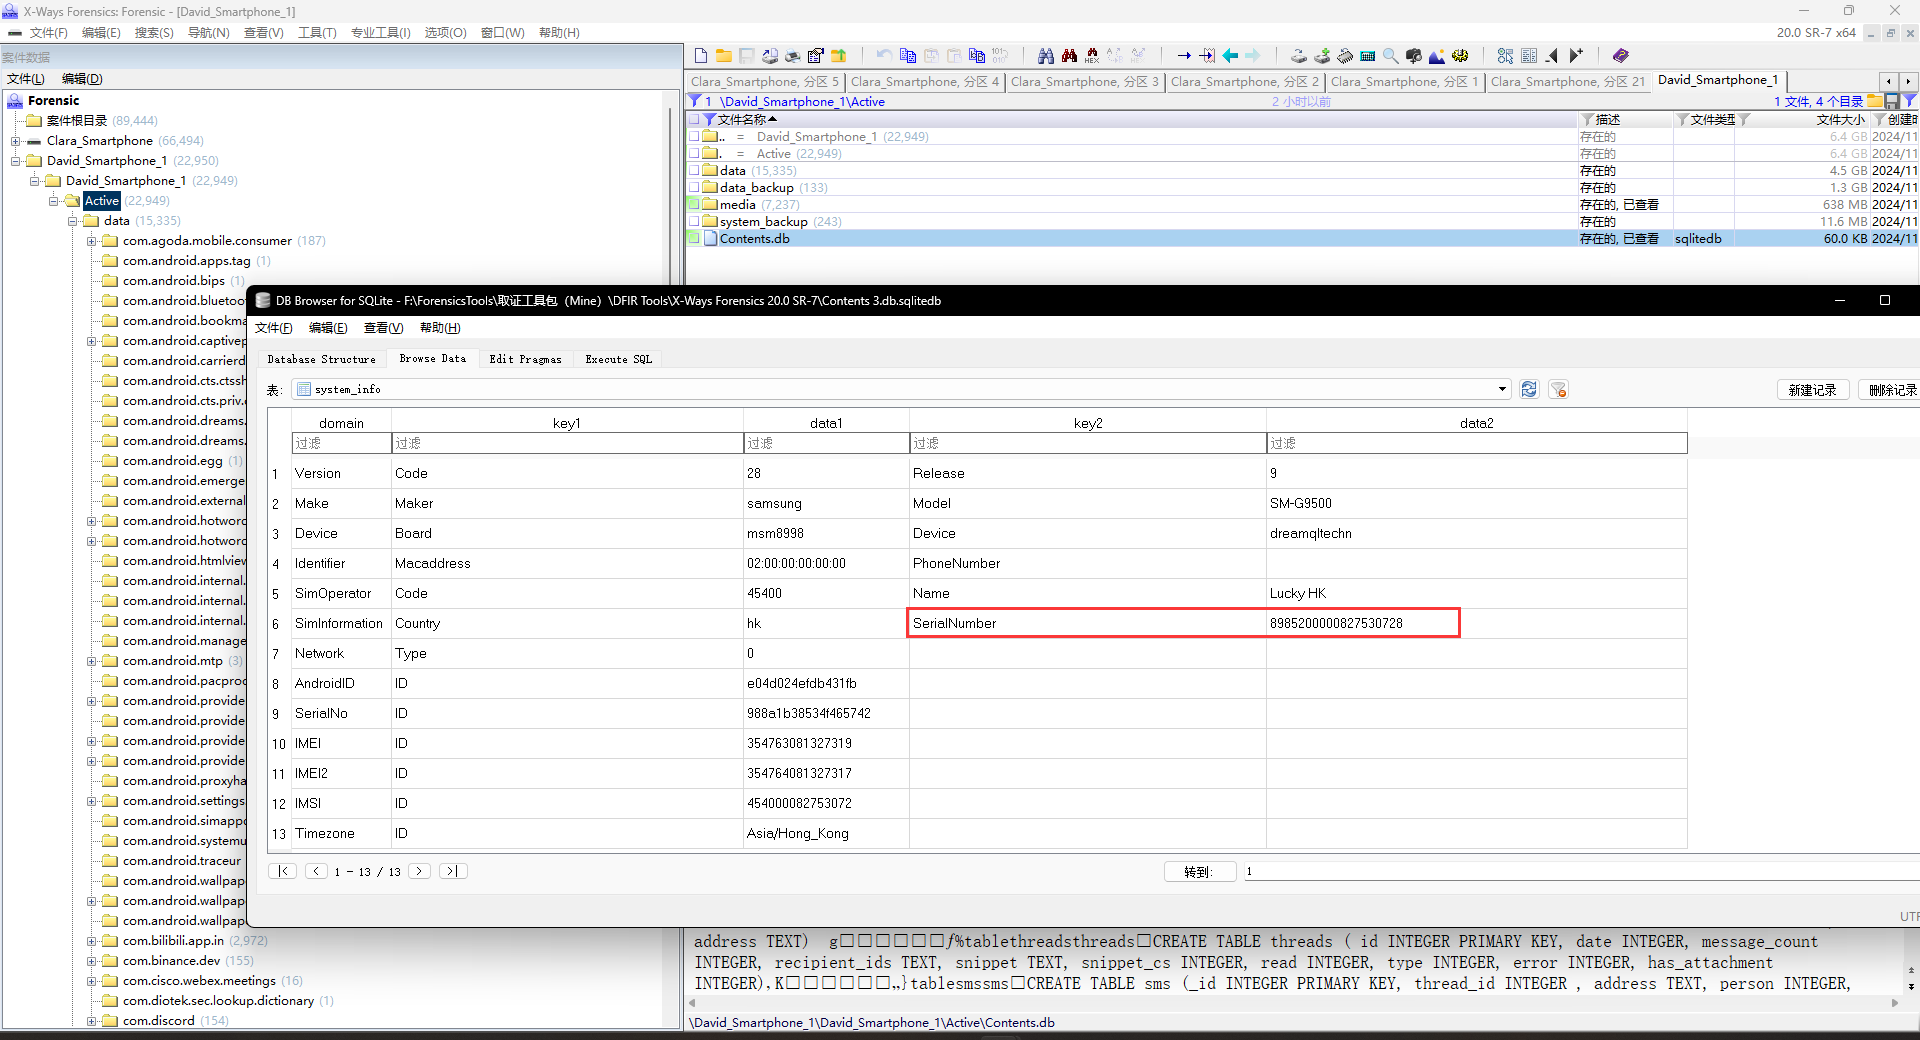 X-Ways Forensics: Forensic - [David_Smartphone_1]
文件(F) 编辑(E) 搜索(S) 导航(N) 查看(V) 工具(T) 专业工具(I) 选项(O) 窗口(W) 帮助(H) 20.0 SR-7 x64
案件数据
文件(L) 编辑(D)
Forensic
案件根目录 (89,444)
Clara_Smartphone (66,494)
David_Smartphone_1 (22,950)
David_Smartphone_1 (22,949)
Active (22,949)
data (15,335)
com.agoda.mobile.consumer (187)
com.android.apps.tag (1)
com.android.bips (1)
com.android.bluetoo
com.android.bookma
com.android.captivep
com.android.carrierd
com.android.cts.ctssh
com.android.cts.priv.
com.android.dreams.
com.android.dreams.
com.android.egg (1)
com.android.emerge
com.android.external
com.android.hotword
com.android.hotword
com.android.htmlview
com.android.internal.
com.android.internal.
com.android.internal.
com.android.manage
com.android.mtp (3)
com.android.pacproc
com.android.provide
com.android.provide
com.android.provide
com.android.provide
com.android.proxyha
com.android.settings
com.android.simappd
com.android.systemu
com.android.traceur
com.android.wallpap
com.android.wallpap
com.android.wallpap
com.bilibili.app.in (2,972)
com.binance.dev (155)
com.cisco.webex.meetings (16)
com.diotek.sec.lookup.dictionary (1)
com.discord (154)
Clara_Smartphone, 分区 5 Clara_Smartphone, 分区 4 Clara_Smartphone, 分区 3 Clara_Smartphone, 分区 2 Clara_Smartphone, 分区 1 Clara_Smartphone, 分区 21 David_Smartphone_1
1 \David_Smartphone_1\Active 2 小时以前 1 文件, 4 个目录
文件名称 描述 文件类型 文件大小 创建时
.. = David_Smartphone_1 (22,949) 存在的 6.4 GB 2024/11
. = Active (22,949) 存在的 6.4 GB 2024/11
data (15,335) 存在的 4.5 GB 2024/11
data_backup (133) 存在的 1.3 GB 2024/11
media (7,237) 存在的, 已查看 638 MB 2024/11
system_backup (243) 存在的 11.6 MB 2024/11
Contents.db 存在的, 已查看 sqlitedb 60.0 KB 2024/11
DB Browser for SQLite - F:\ForensicsTools\取证工具包（Mine）\DFIR Tools\X-Ways Forensics 20.0 SR-7\Contents 3.db.sqlitedb
文件(F) 编辑(E) 查看(V) 帮助(H)
Database Structure Browse Data Edit Pragmas Execute SQL
表: system_info 新建记录 删除记录
domain key1 data1 key2 data2
过滤 过滤 过滤 过滤 过滤
1 Version Code 28 Release 9
2 Make Maker samsung Model SM-G9500
3 Device Board msm8998 Device dreamqltechn
4 Identifier Macaddress 02:00:00:00:00:00 PhoneNumber
5 SimOperator Code 45400 Name Lucky HK
6 SimInformation Country hk SerialNumber 8985200000827530728
7 Network Type 0
8 AndroidID ID e04d024efdb431fb
9 SerialNo ID 988a1b38534f465742
10 IMEI ID 354763081327319
11 IMEI2 ID 354764081327317
12 IMSI ID 454000082753072
13 Timezone ID Asia/Hong_Kong
1 - 13 / 13 转到: 1
UTF
address TEXT) g□□□□□□ƒ%tablethreadsthreads□CREATE TABLE threads ( id INTEGER PRIMARY KEY, date INTEGER, message_count
INTEGER, recipient_ids TEXT, snippet TEXT, snippet_cs INTEGER, read INTEGER, type INTEGER, error INTEGER, has_attachment
INTEGER),K□□□□□□„}tablesmssms□CREATE TABLE sms (_id INTEGER PRIMARY KEY, thread_id INTEGER , address TEXT, person INTEGER,
\David_Smartphone_1\David_Smartphone_1\Active\Contents.db